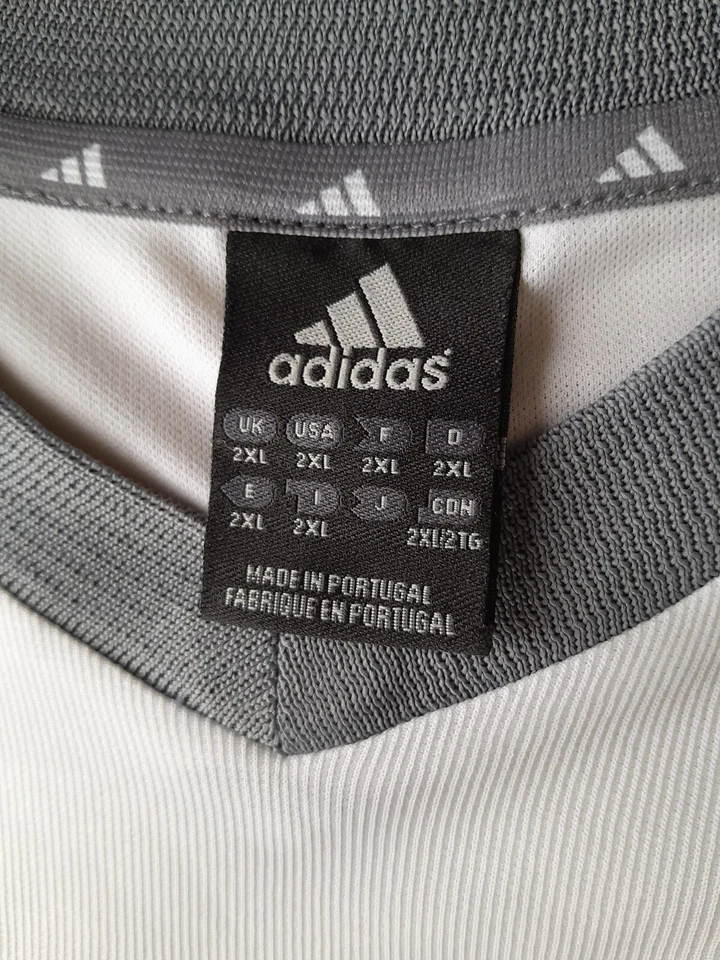 adidas
UK USA F D
2XL 2XL 2XL 2XL
E I J CDN
2XL 2XL 2XL/2TG
MADE IN PORTUGAL
FABRIQUE EN PORTUGAL